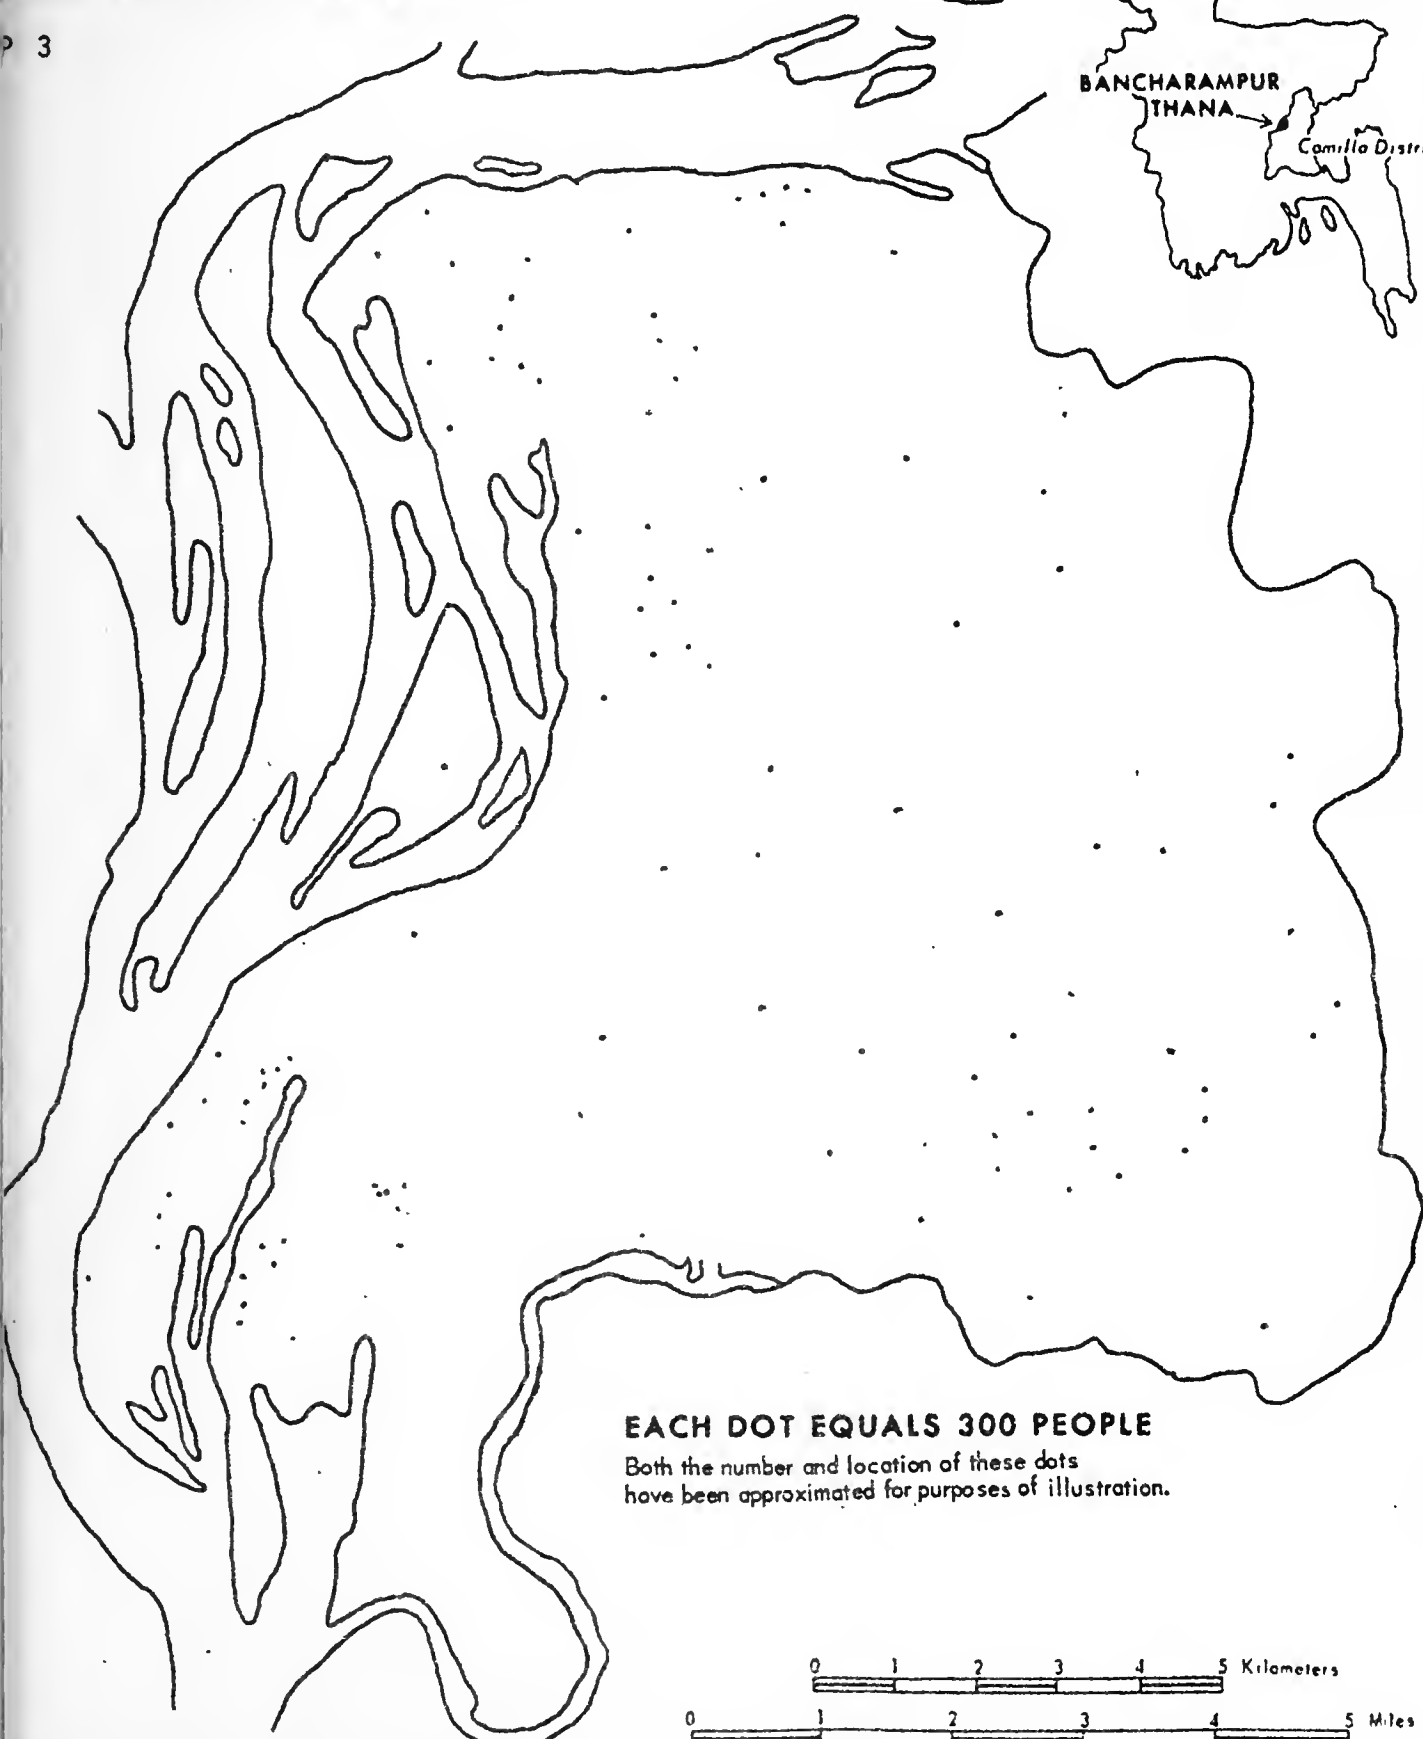 P 3
BANCHARAMPUR
THANA
Comilla Distr
EACH DOT EQUALS 300 PEOPLE
Both the number and location of these dots
have been approximated for purposes of illustration.
0 1 2 3 4 5 Kilometers
0 1 2 3 4 5 Miles